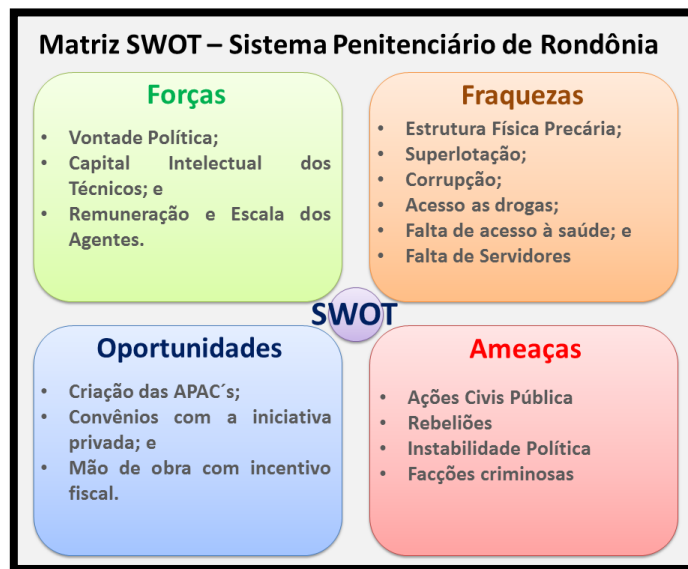 Matriz SWOT – Sistema Penitenciário de Rondônia
Forças
• Vontade Política;
• Capital Intelectual dos
Técnicos; e
• Remuneração e Escala dos
Agentes.
Fraquezas
• Estrutura Física Precária;
• Superlotação;
• Corrupção;
• Acesso as drogas;
• Falta de acesso à saúde; e
• Falta de Servidores
SWOT
Oportunidades
• Criação das APAC´s;
• Convênios com a iniciativa
privada; e
• Mão de obra com incentivo
fiscal.
Ameaças
• Ações Civis Pública
• Rebeliões
• Instabilidade Política
• Facções criminosas